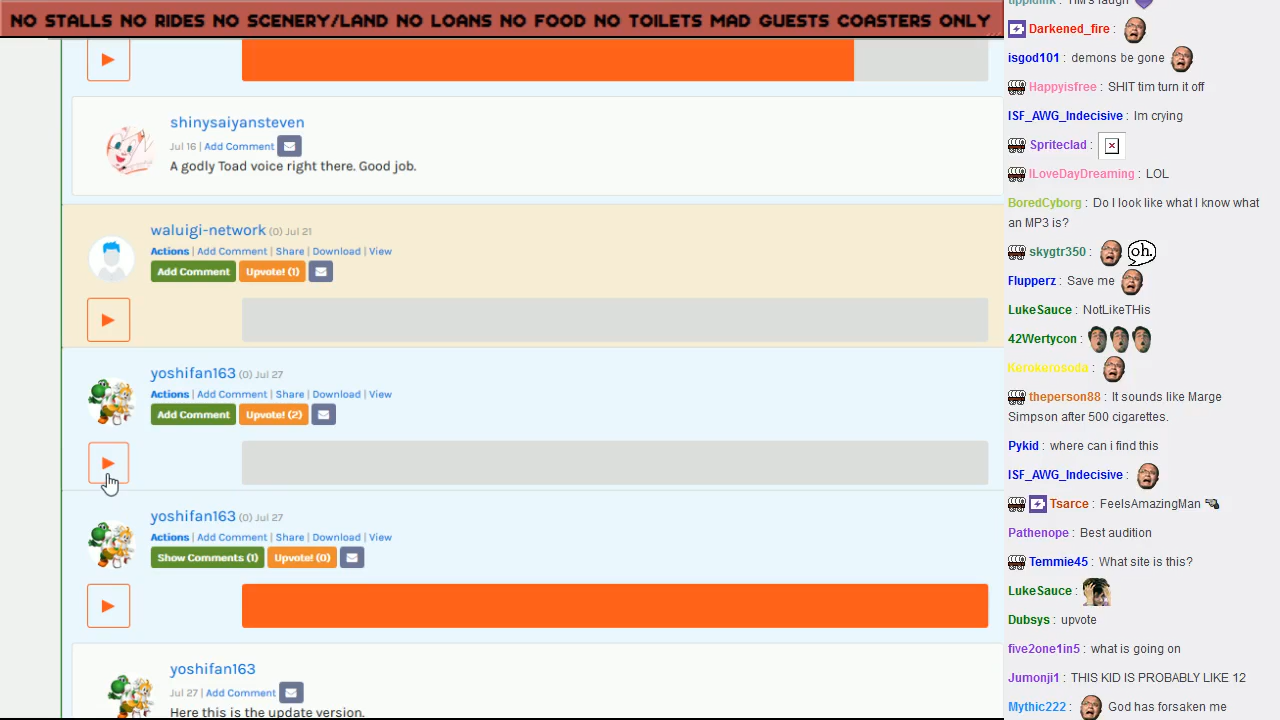 NO STALLS NO RIDES NO SCENERY/LAND NO LOANS NO FOOD NO TOILETS MAD GUESTS COASTERS ONLY
shinysaiyansteven
Jul 16 | Add Comment
A godly Toad voice right there. Good job.
waluigi-network (0) Jul 21
Actions | Add Comment | Share | Download | View
Add Comment Upvote! (1)
yoshifan163 (0) Jul 27
Actions | Add Comment | Share | Download | View
Add Comment Upvote! (2)
yoshifan163 (0) Jul 27
Actions | Add Comment | Share | Download | View
Show Comments (1) Upvote! (0)
yoshifan163
Jul 27 | Add Comment
Here this is the update version.
Darkened_fire :
isgod101 : demons be gone
Happyisfree : SHIT tim turn it off
ISF_AWG_Indecisive : Im crying
Spriteclad :
ILoveDayDreaming : LOL
BoredCyborg : Do I look like what I know what
an MP3 is?
skygtr350 : oh.
Flupperz : Save me
LukeSauce : NotLikeTHis
42Wertycon :
Kerokerosoda :
theperson88 : It sounds like Marge
Simpson after 500 cigarettes.
Pykid : where can i find this
ISF_AWG_Indecisive :
Tsarce : FeelsAmazingMan
Pathenope : Best audition
Temmie45 : What site is this?
LukeSauce :
Dubsys : upvote
five2one1in5 : what is going on
Jumonji1 : THIS KID IS PROBABLY LIKE 12
Mythic222 : God has forsaken me